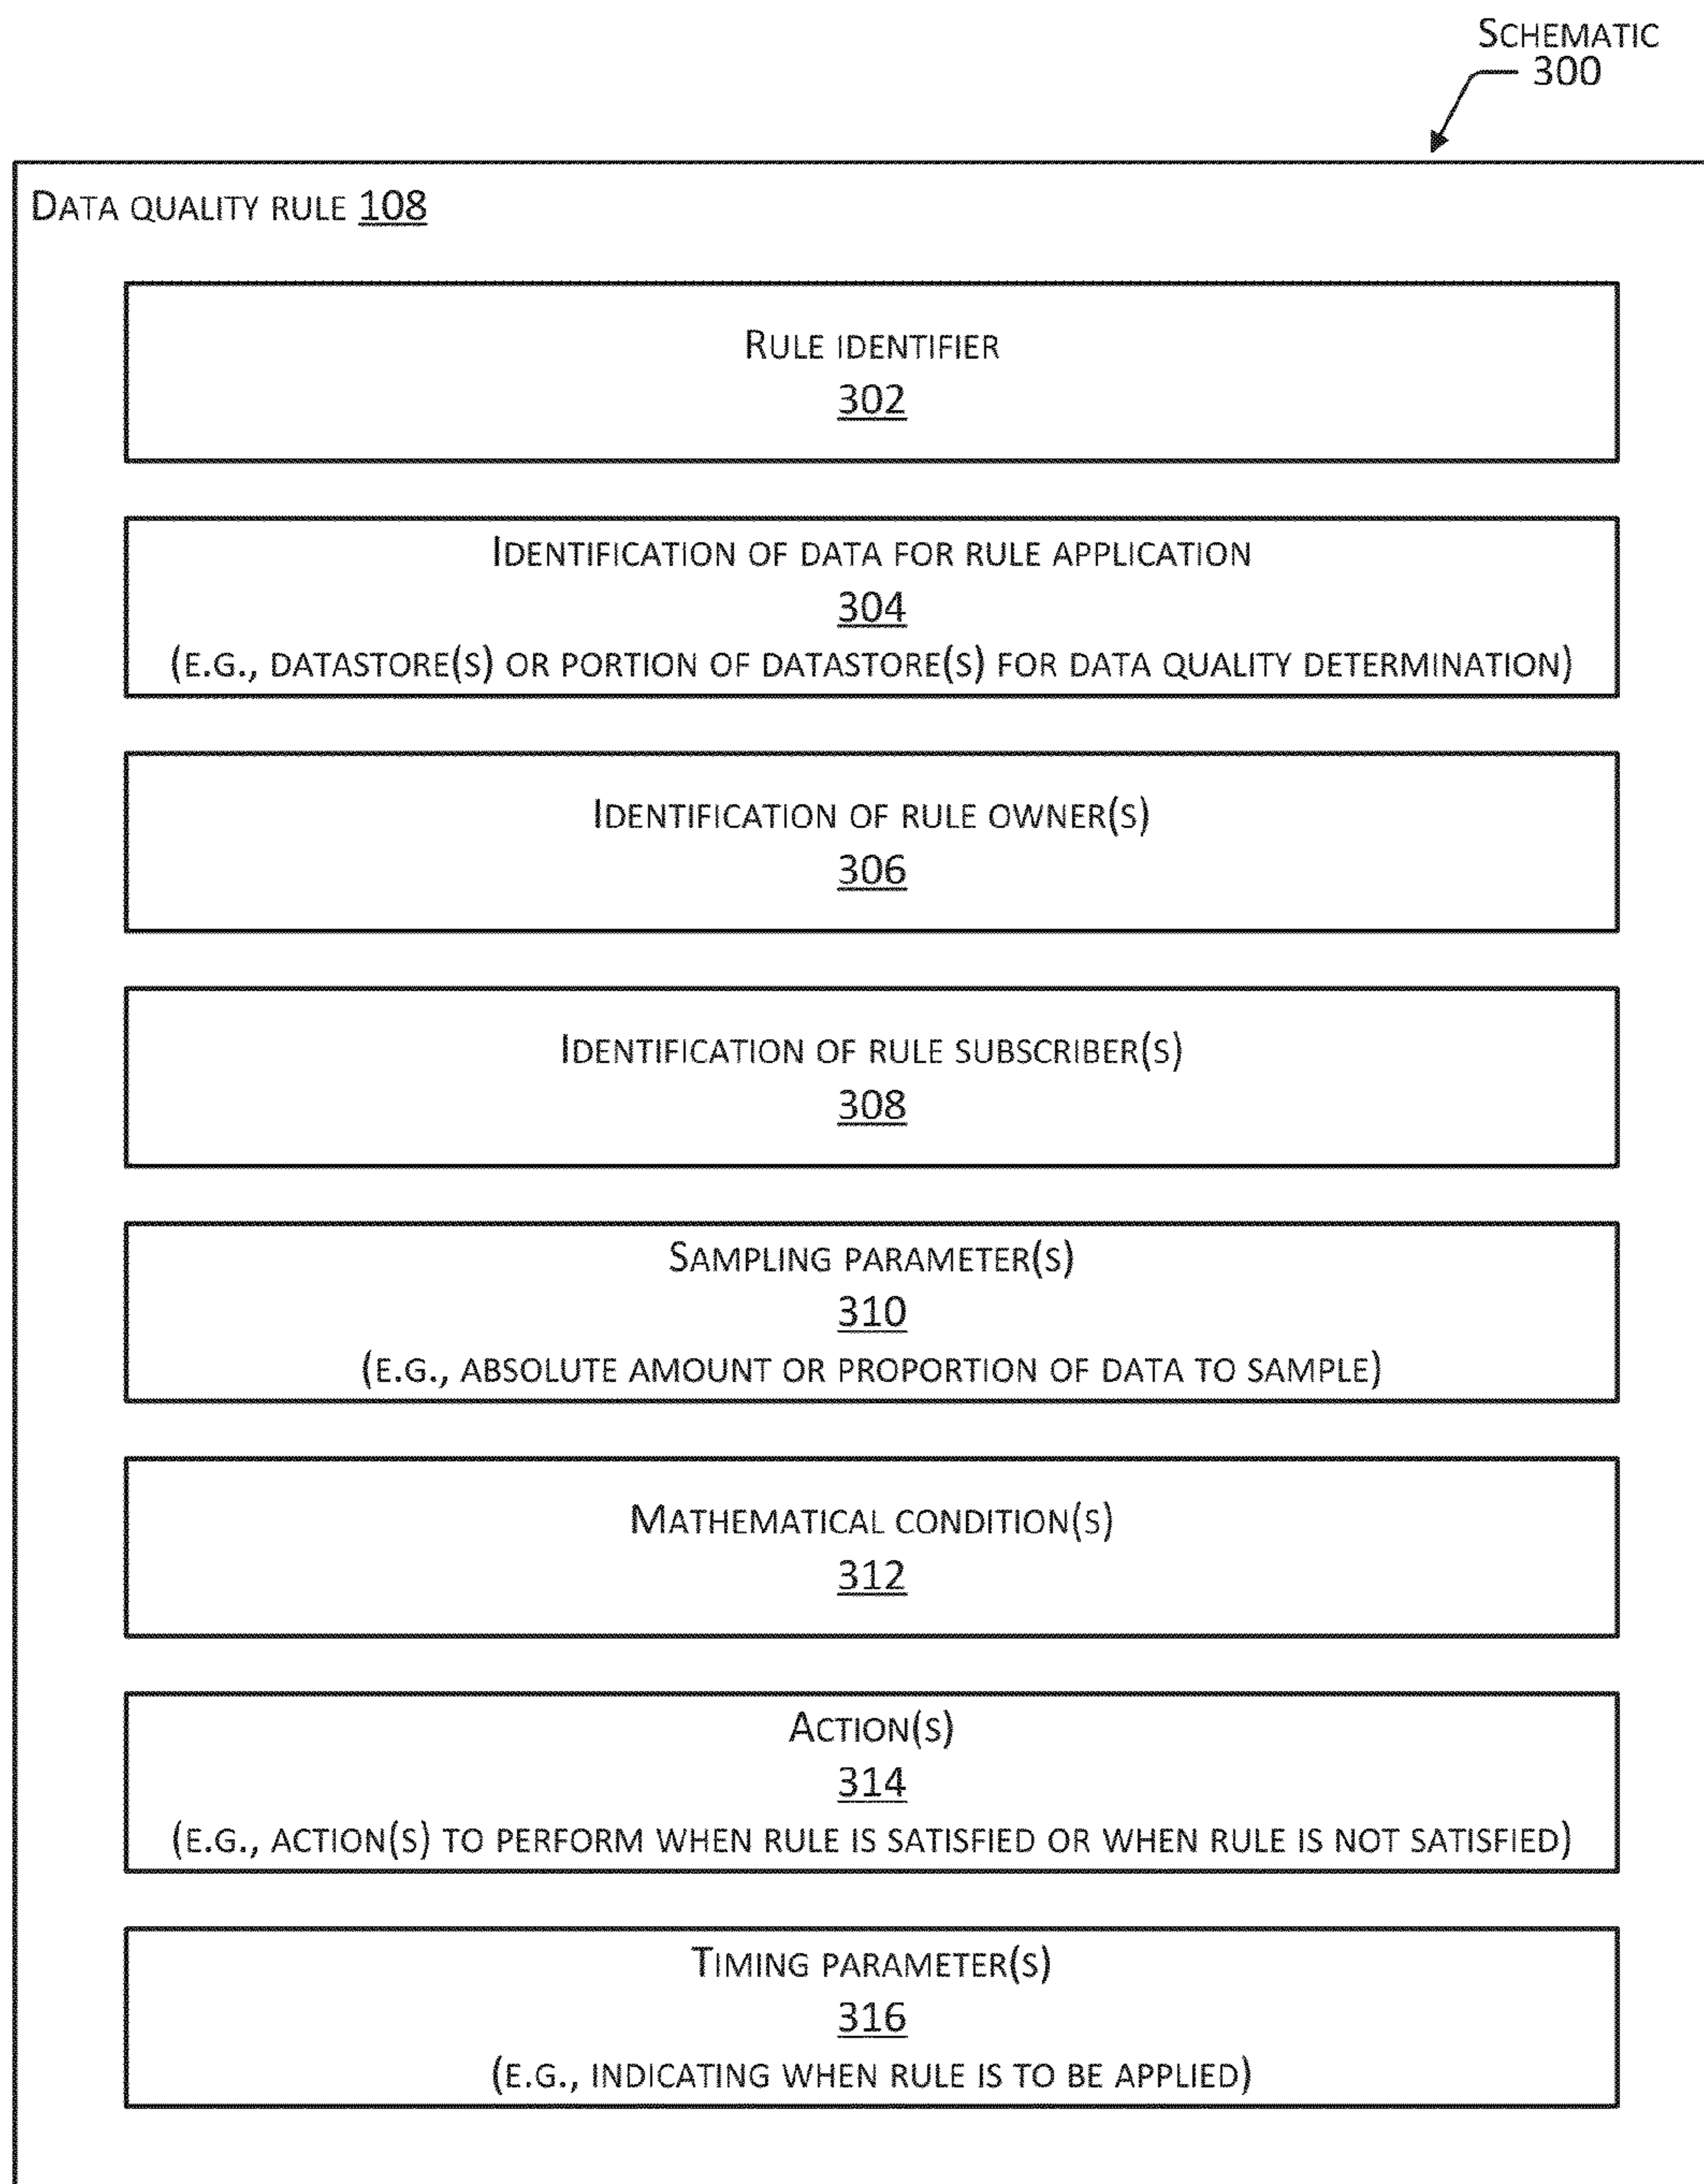 SCHEMATIC
300
DATA QUALITY RULE 108
RULE IDENTIFIER
302
IDENTIFICATION OF DATA FOR RULE APPLICATION
304
(E.G., DATASTORE(S) OR PORTION OF DATASTORE(S) FOR DATA QUALITY DETERMINATION)
IDENTIFICATION OF RULE OWNER(S)
306
IDENTIFICATION OF RULE SUBSCRIBER(S)
308
SAMPLING PARAMETER(S)
310
(E.G., ABSOLUTE AMOUNT OR PROPORTION OF DATA TO SAMPLE)
MATHEMATICAL CONDITION(S)
312
ACTION(S)
314
(E.G., ACTION(S) TO PERFORM WHEN RULE IS SATISFIED OR WHEN RULE IS NOT SATISFIED)
TIMING PARAMETER(S)
316
(E.G., INDICATING WHEN RULE IS TO BE APPLIED)